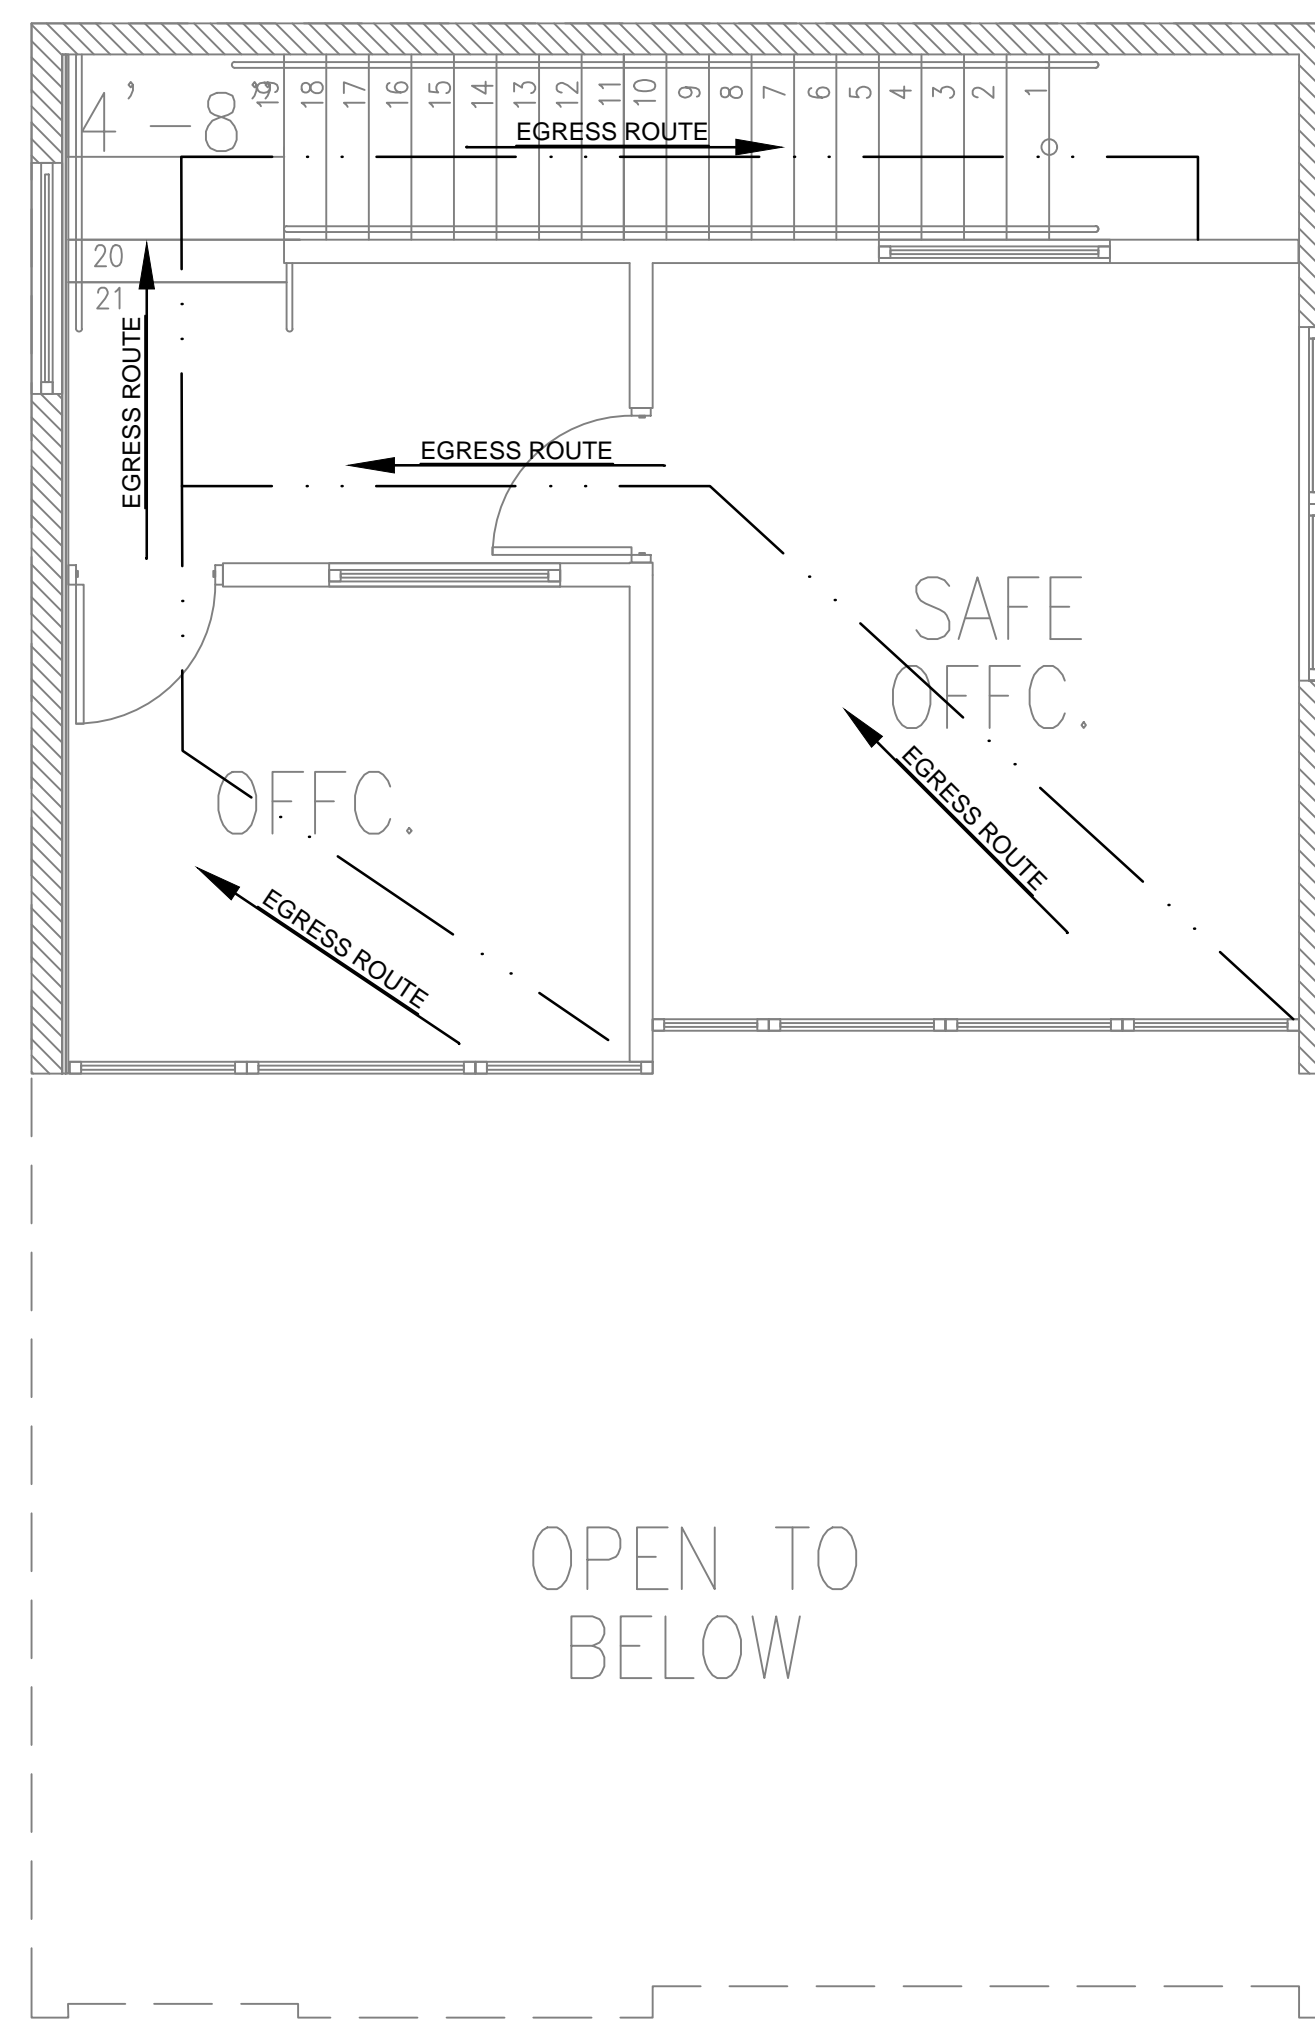 4'-8"
19 18 17 16 15 14 13 12 11 10 9 8 7 6 5 4 3 2 1
EGRESS ROUTE
20
21
EGRESS ROUTE
EGRESS ROUTE
SAFE
OFFC.
EGRESS ROUTE
OFFC.
EGRESS ROUTE
OPEN TO
BELOW